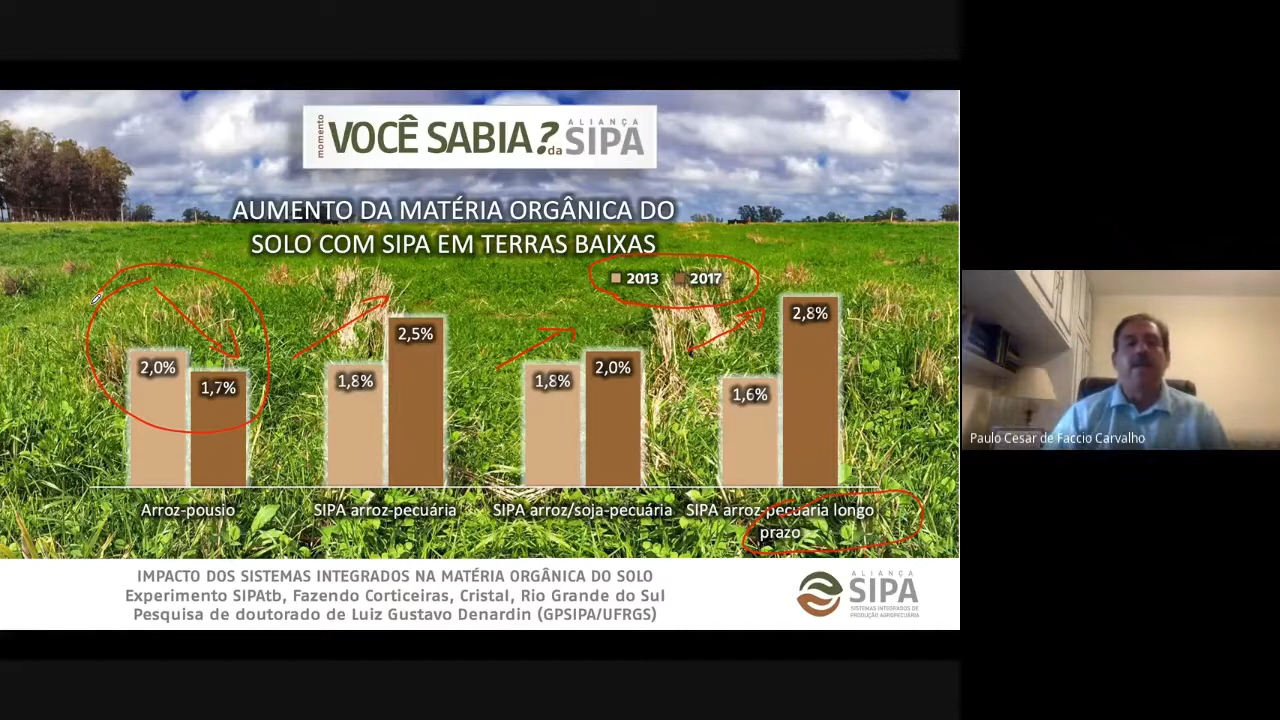 momento
VOCÊ SABIA?
da
ALIANÇA
SIPA
AUMENTO DA MATÉRIA ORGÂNICA DO
SOLO COM SIPA EM TERRAS BAIXAS
2013 2017
2,0% 1,7% 1,8% 2,5% 1,8% 2,0% 1,6% 2,8%
Arroz-pousio
SIPA arroz-pecuária
SIPA arroz/soja-pecuária
SIPA arroz-pecuária longo
prazo
IMPACTO DOS SISTEMAS INTEGRADOS NA MATÉRIA ORGÂNICA DO SOLO
Experimento SIPAtb, Fazendo Corticeiras, Cristal, Rio Grande do Sul
Pesquisa de doutorado de Luiz Gustavo Denardin (GPSIPA/UFRGS)
ALIANÇA
SIPA
SISTEMAS INTEGRADOS DE
PRODUÇÃO AGROPECUÁRIA
Paulo Cesar de Faccio Carvalho